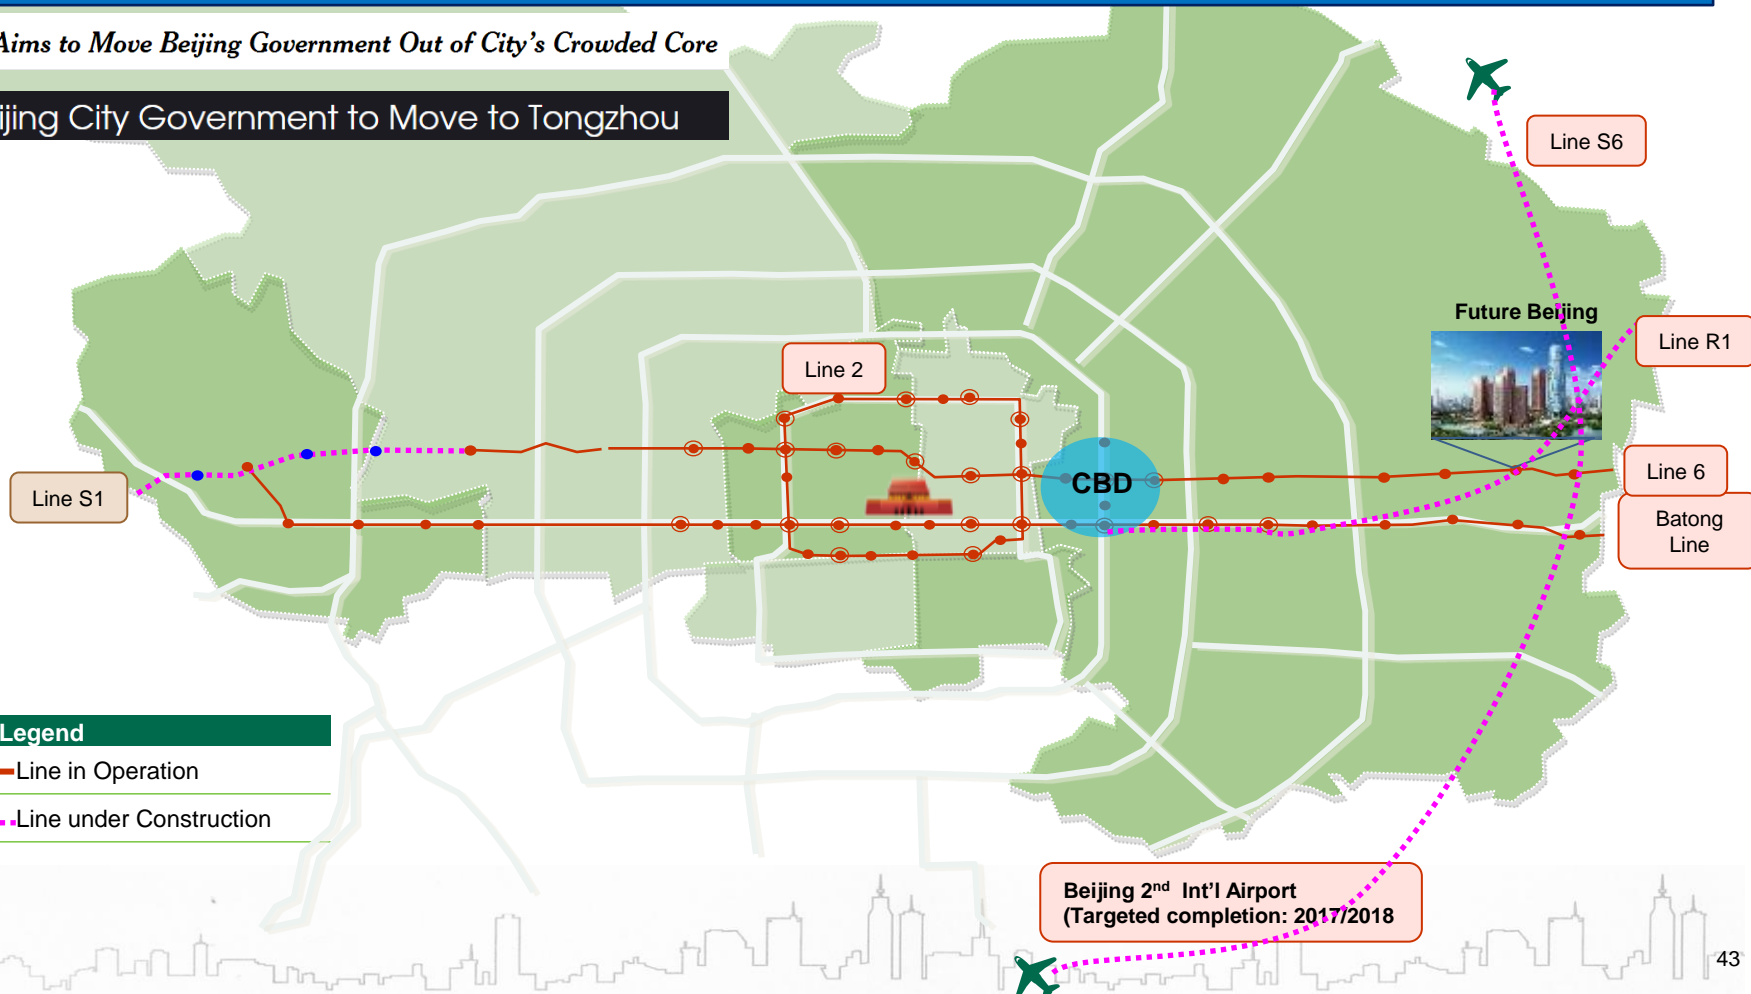 Aims to Move Beijing Government Out of City's Crowded Core
ijing City Government to Move to Tongzhou
Line S6
Future Beijing
Line R1
Line 2
CBD
Line 6
Line S1
Batong
Line
Legend
Line in Operation
Line under Construction
Beijing 2nd Int'l Airport
(Targeted completion: 2017/2018
43